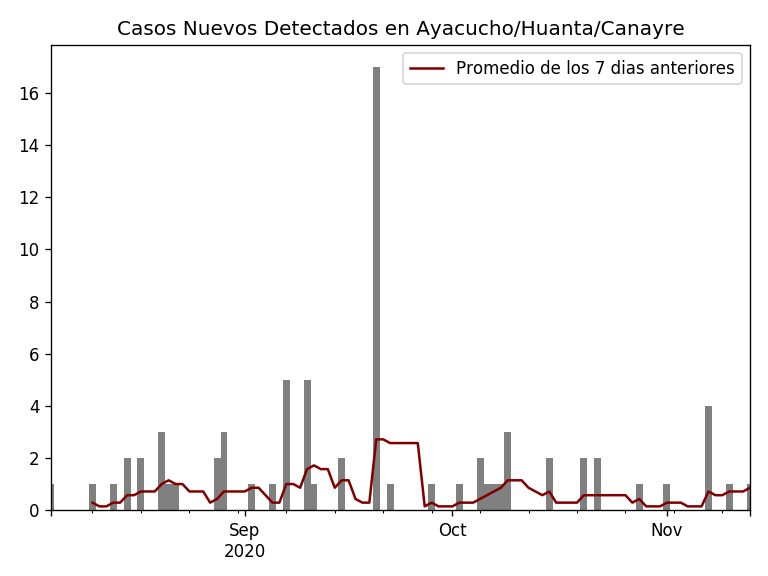 Casos Nuevos Detectados en Ayacucho/Huanta/Canayre
Promedio de los 7 dias anteriores
16
14
12
10
8
6
4
2
0
Sep
2020
Oct
Nov